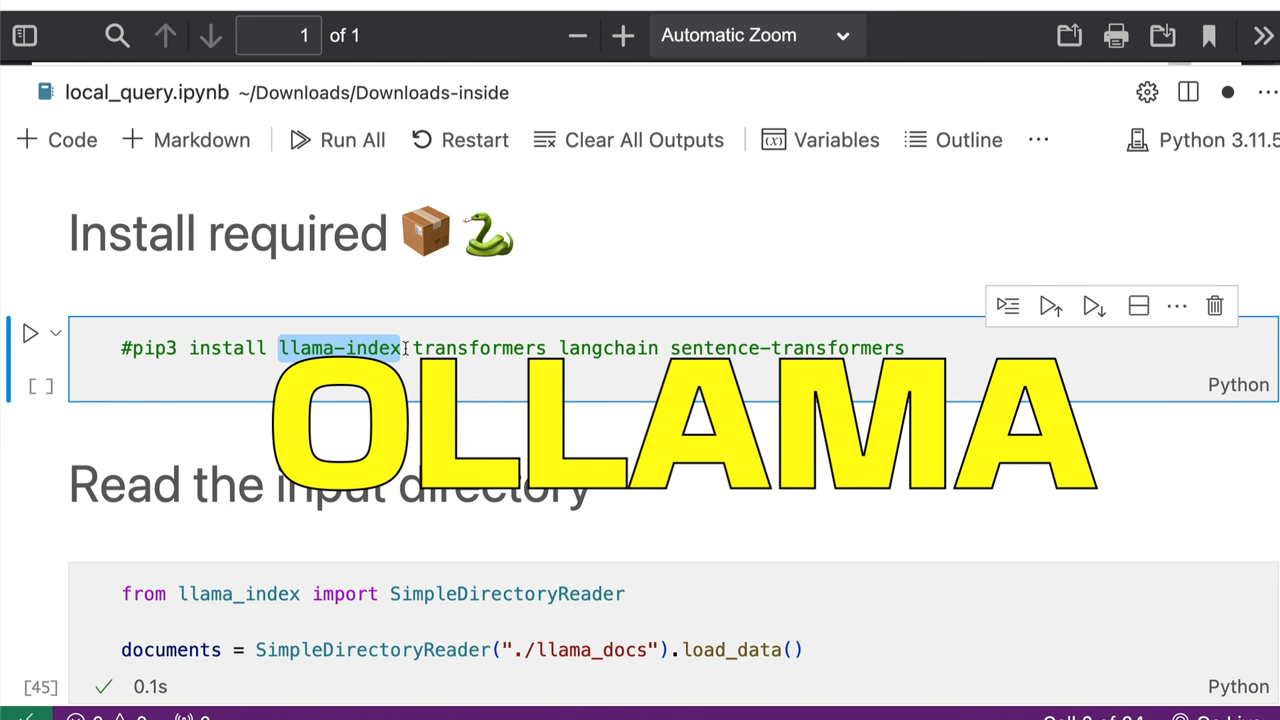 1 of 1 Automatic Zoom
local_query.ipynb ~/Downloads/Downloads-inside
Code Markdown Run All Restart Clear All Outputs Variables Outline ... Python 3.11.5
Install required 📦 🐍
#pip3 install llama-index transformers langchain sentence-transformers
[ ] Python
OLLAMA
Read the input directory
from llama_index import SimpleDirectoryReader
documents = SimpleDirectoryReader("./llama_docs").load_data()
[45] ✓ 0.1s Python